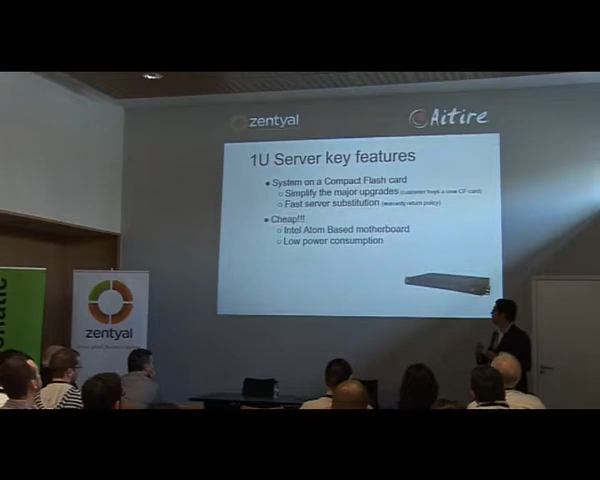 zentyal
Aitire
1U Server key features
System on a Compact Flash card
Simplify the major upgrades (customer buys a new CF card)
Fast server substitution (warranty return policy)
Cheap!!!
Intel Atom Based motherboard
Low power consumption
zentyal